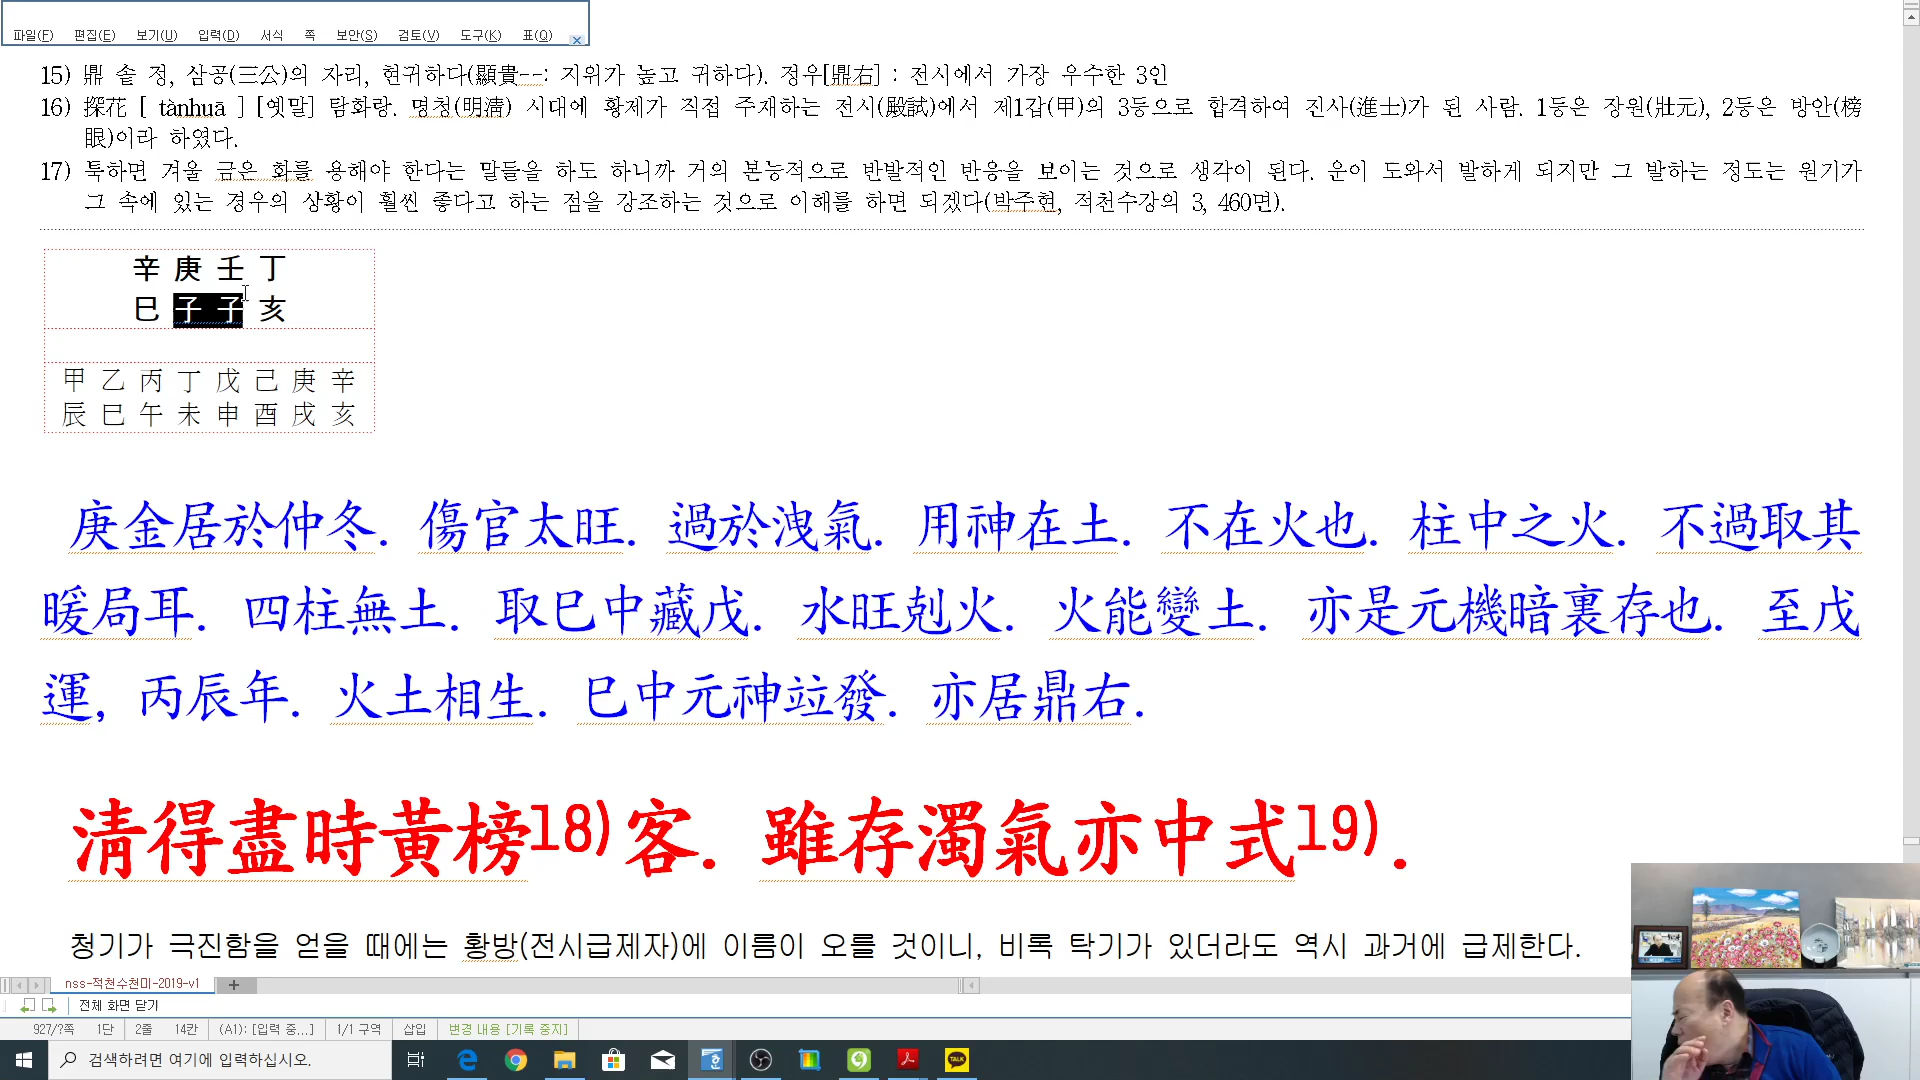 파일(F) 편집(E) 보기(U) 입력(D) 서식 쪽 보안(S) 검토(V) 도구(K) 표(Q)
15) 鼎 솥 정, 삼공(三公)의 자리, 현귀하다(顯貴--: 지위가 높고 귀하다). 정우[鼎右] : 전시에서 가장 우수한 3인
16) 探花 [ tànhuā ] [옛말] 탐화랑. 명청(明淸) 시대에 황제가 직접 주재하는 전시(殿試)에서 제1갑(甲)의 3등으로 합격하여 진사(進士)가 된 사람. 1등은 장원(壯元), 2등은 방안(榜
眼)이라 하였다.
17) 툭하면 겨울 금은 화를 용해야 한다는 말들을 하도 하니까 거의 본능적으로 반발적인 반응을 보이는 것으로 생각이 된다. 운이 도와서 발하게 되지만 그 발하는 정도는 원기가
그 속에 있는 경우의 상황이 훨씬 좋다고 하는 점을 강조하는 것으로 이해를 하면 되겠다(박주현, 적천수강의 3, 460면).
辛 庚 壬 丁
巳 子 子 亥
甲 乙 丙 丁 戊 己 庚 辛
辰 巳 午 未 申 酉 戌 亥
庚金居於仲冬. 傷官太旺. 過於洩氣. 用神在土. 不在火也. 柱中之火. 不過取其
暖局耳. 四柱無土. 取巳中藏戊. 水旺剋火. 火能變土. 亦是元機暗裏存也. 至戊
運, 丙辰年. 火土相生. 巳中元神竝發. 亦居鼎右.
淸得盡時黃榜18)客. 雖存濁氣亦中式19).
청기가 극진함을 얻을 때에는 황방(전시급제자)에 이름이 오를 것이니, 비록 탁기가 있더라도 역시 과거에 급제한다.
nss-적천수천미-2019-v1
전체 화면 닫기
927/?쪽 1단 2줄 14칸 (A1): [입력 중...] 1/1 구역 삽입 변경 내용 [기록 중지]
검색하려면 여기에 입력하십시오.
TALK